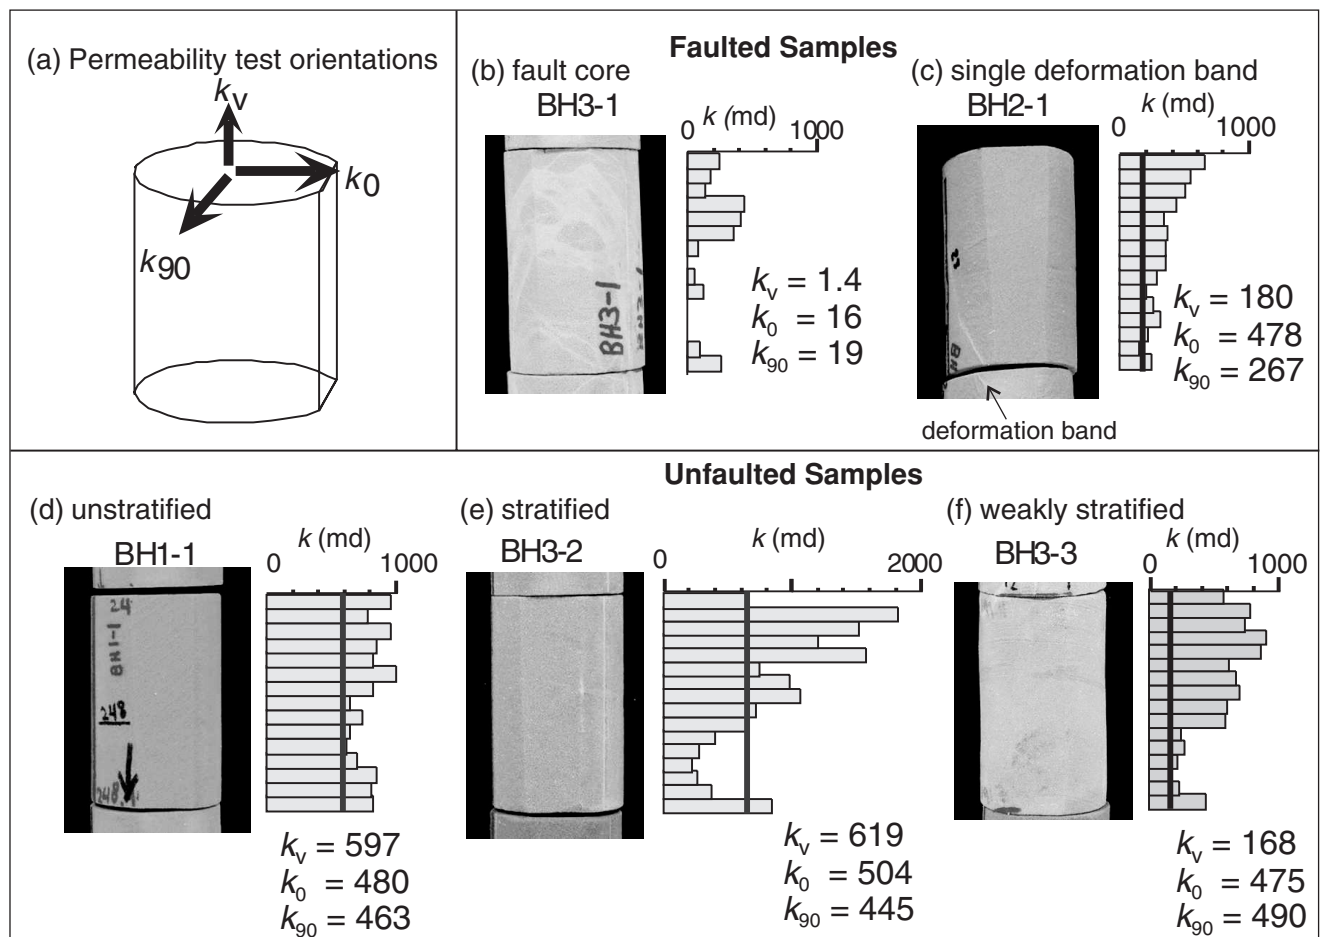 (a) Permeability test orientations
kv
k0
k90
Faulted Samples
(b) fault core
BH3-1
k (md)
0 1000
BH3-1
kv = 1.4
k0 = 16
k90 = 19
(c) single deformation band
BH2-1
k (md)
0 1000
kv = 180
k0 = 478
k90 = 267
deformation band
Unfaulted Samples
(d) unstratified
BH1-1
k (md)
0 1000
24
BH1-1
248
kv = 597
k0 = 480
k90 = 463
(e) stratified
BH3-2
k (md)
0 2000
kv = 619
k0 = 504
k90 = 445
(f) weakly stratified
BH3-3
k (md)
0 1000
kv = 168
k0 = 475
k90 = 490